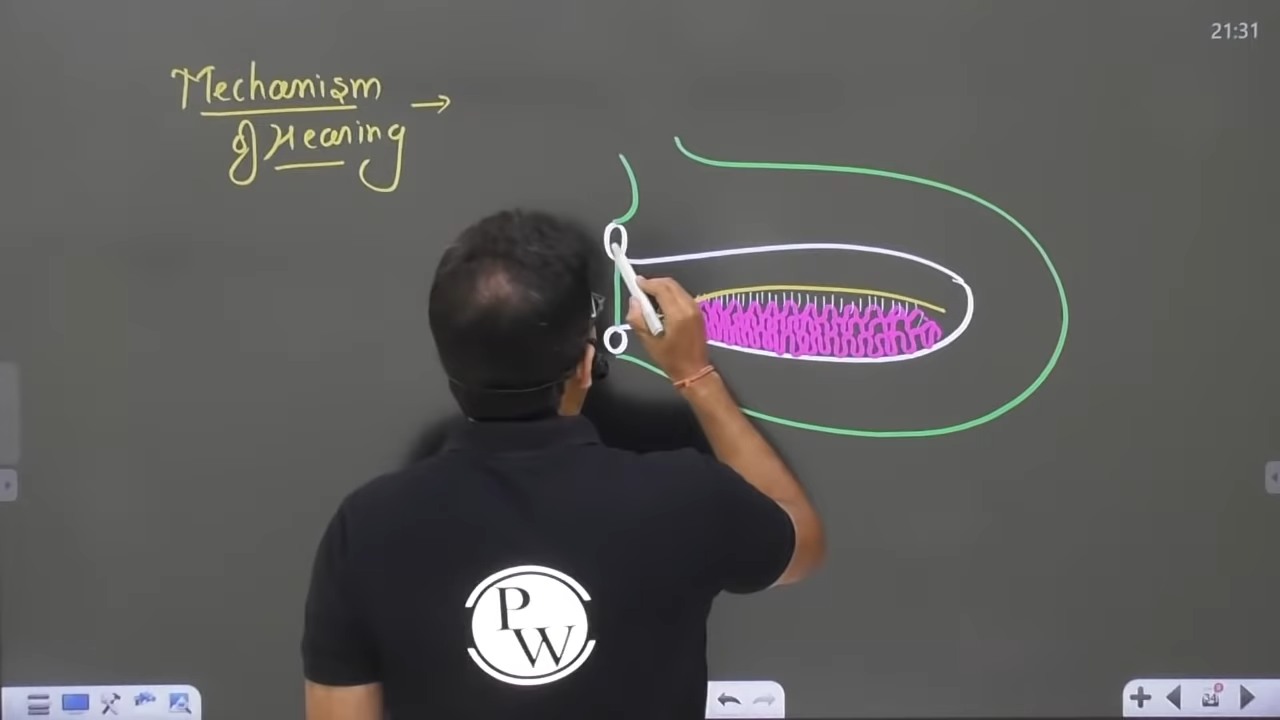 21:31
Mechanism
of Hearing →
P
W